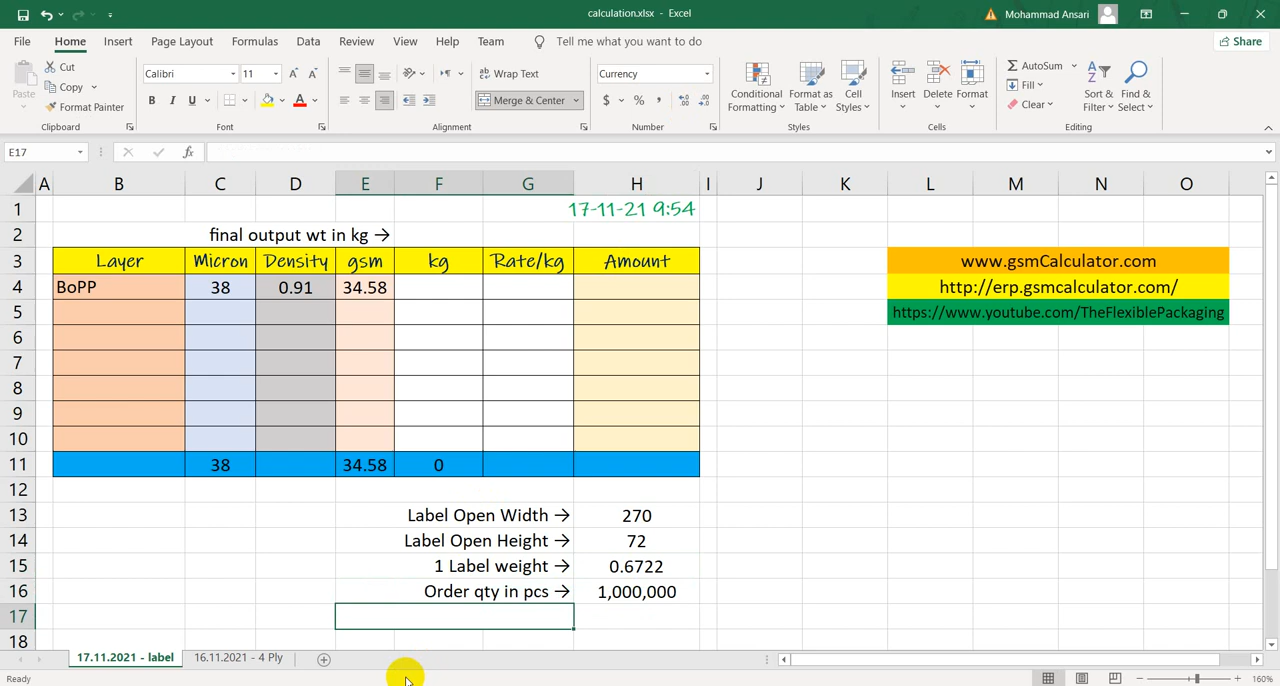 calculation.xlsx - Excel
Mohammad Ansari
File Home Insert Page Layout Formulas Data Review View Help Team Tell me what you want to do Share
Paste Cut Copy Format Painter Clipboard
Calibri 11 B I U A Font
Wrap Text Merge & Center Alignment
Currency $ % , Number
Conditional Formatting Format as Table Cell Styles Styles
Insert Delete Format Cells
AutoSum Fill Clear Sort & Filter Find & Select Editing
E17 fx
A B C D E F G H I J K L M N O
1 17-11-21 9:54
2 final output wt in kg →
3 Layer Micron Density gsm kg Rate/kg Amount www.gsmCalculator.com
4 BoPP 38 0.91 34.58 http://erp.gsmcalculator.com/
5 https://www.youtube.com/TheFlexiblePackaging
6
7
8
9
10
11 38 34.58 0
12
13 Label Open Width → 270
14 Label Open Height → 72
15 1 Label weight → 0.6722
16 Order qty in pcs → 1,000,000
17
18
17.11.2021 - label 16.11.2021 - 4 Ply
Ready 160%